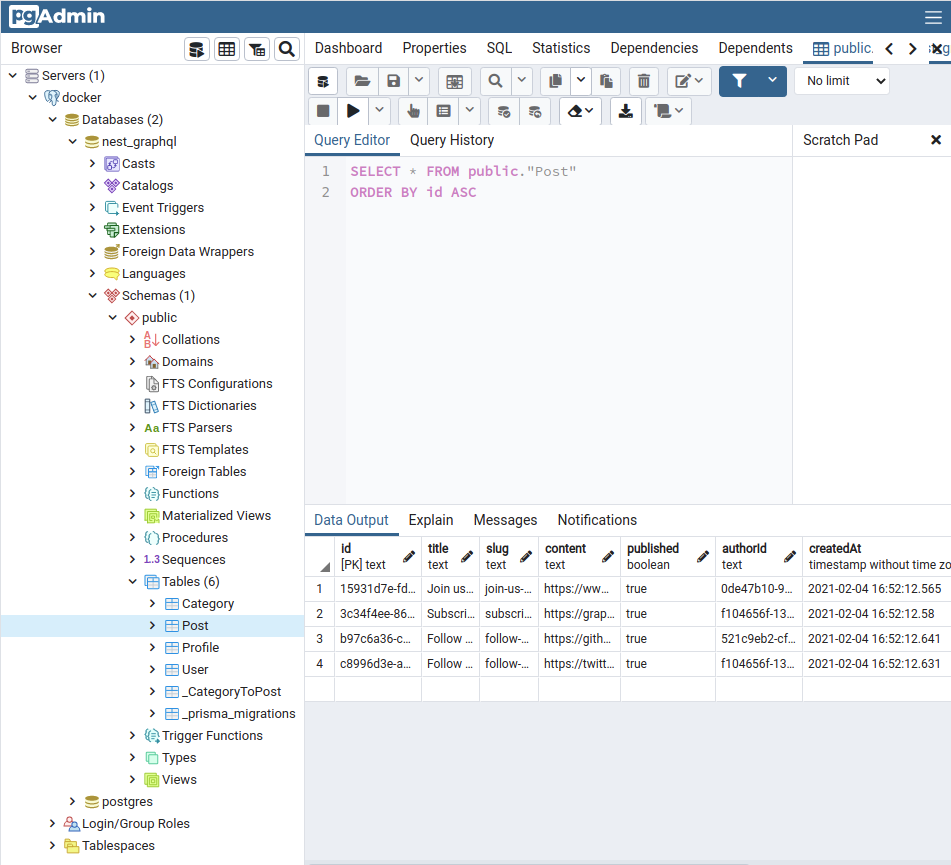 pgAdmin
Browser
Dashboard Properties SQL Statistics Dependencies Dependents public.
Servers (1)
docker
Databases (2)
nest_graphql
Casts
Catalogs
Event Triggers
Extensions
Foreign Data Wrappers
Languages
Schemas (1)
public
Collations
Domains
FTS Configurations
FTS Dictionaries
Aa FTS Parsers
FTS Templates
Foreign Tables
Functions
Materialized Views
Procedures
1..3 Sequences
Tables (6)
Category
Post
Profile
User
_CategoryToPost
_prisma_migrations
Trigger Functions
Types
Views
postgres
Login/Group Roles
Tablespaces
No limit
Query Editor Query History
Scratch Pad
1 SELECT * FROM public."Post"
2 ORDER BY id ASC
Data Output Explain Messages Notifications
id title slug content published authorId createdAt
[PK] text text text text boolean text timestamp without time zo
1 15931d7e-fd... Join us... join-us-... https://ww... true 0de47b10-9... 2021-02-04 16:52:12.565
2 3c34f4ee-86... Subscri... subscri... https://grap... true f104656f-13... 2021-02-04 16:52:12.58
3 b97c6a36-c... Follow ... follow-... https://gith... true 521c9eb2-cf... 2021-02-04 16:52:12.641
4 c8996d3e-a... Follow ... follow-... https://twitt... true f104656f-13... 2021-02-04 16:52:12.631